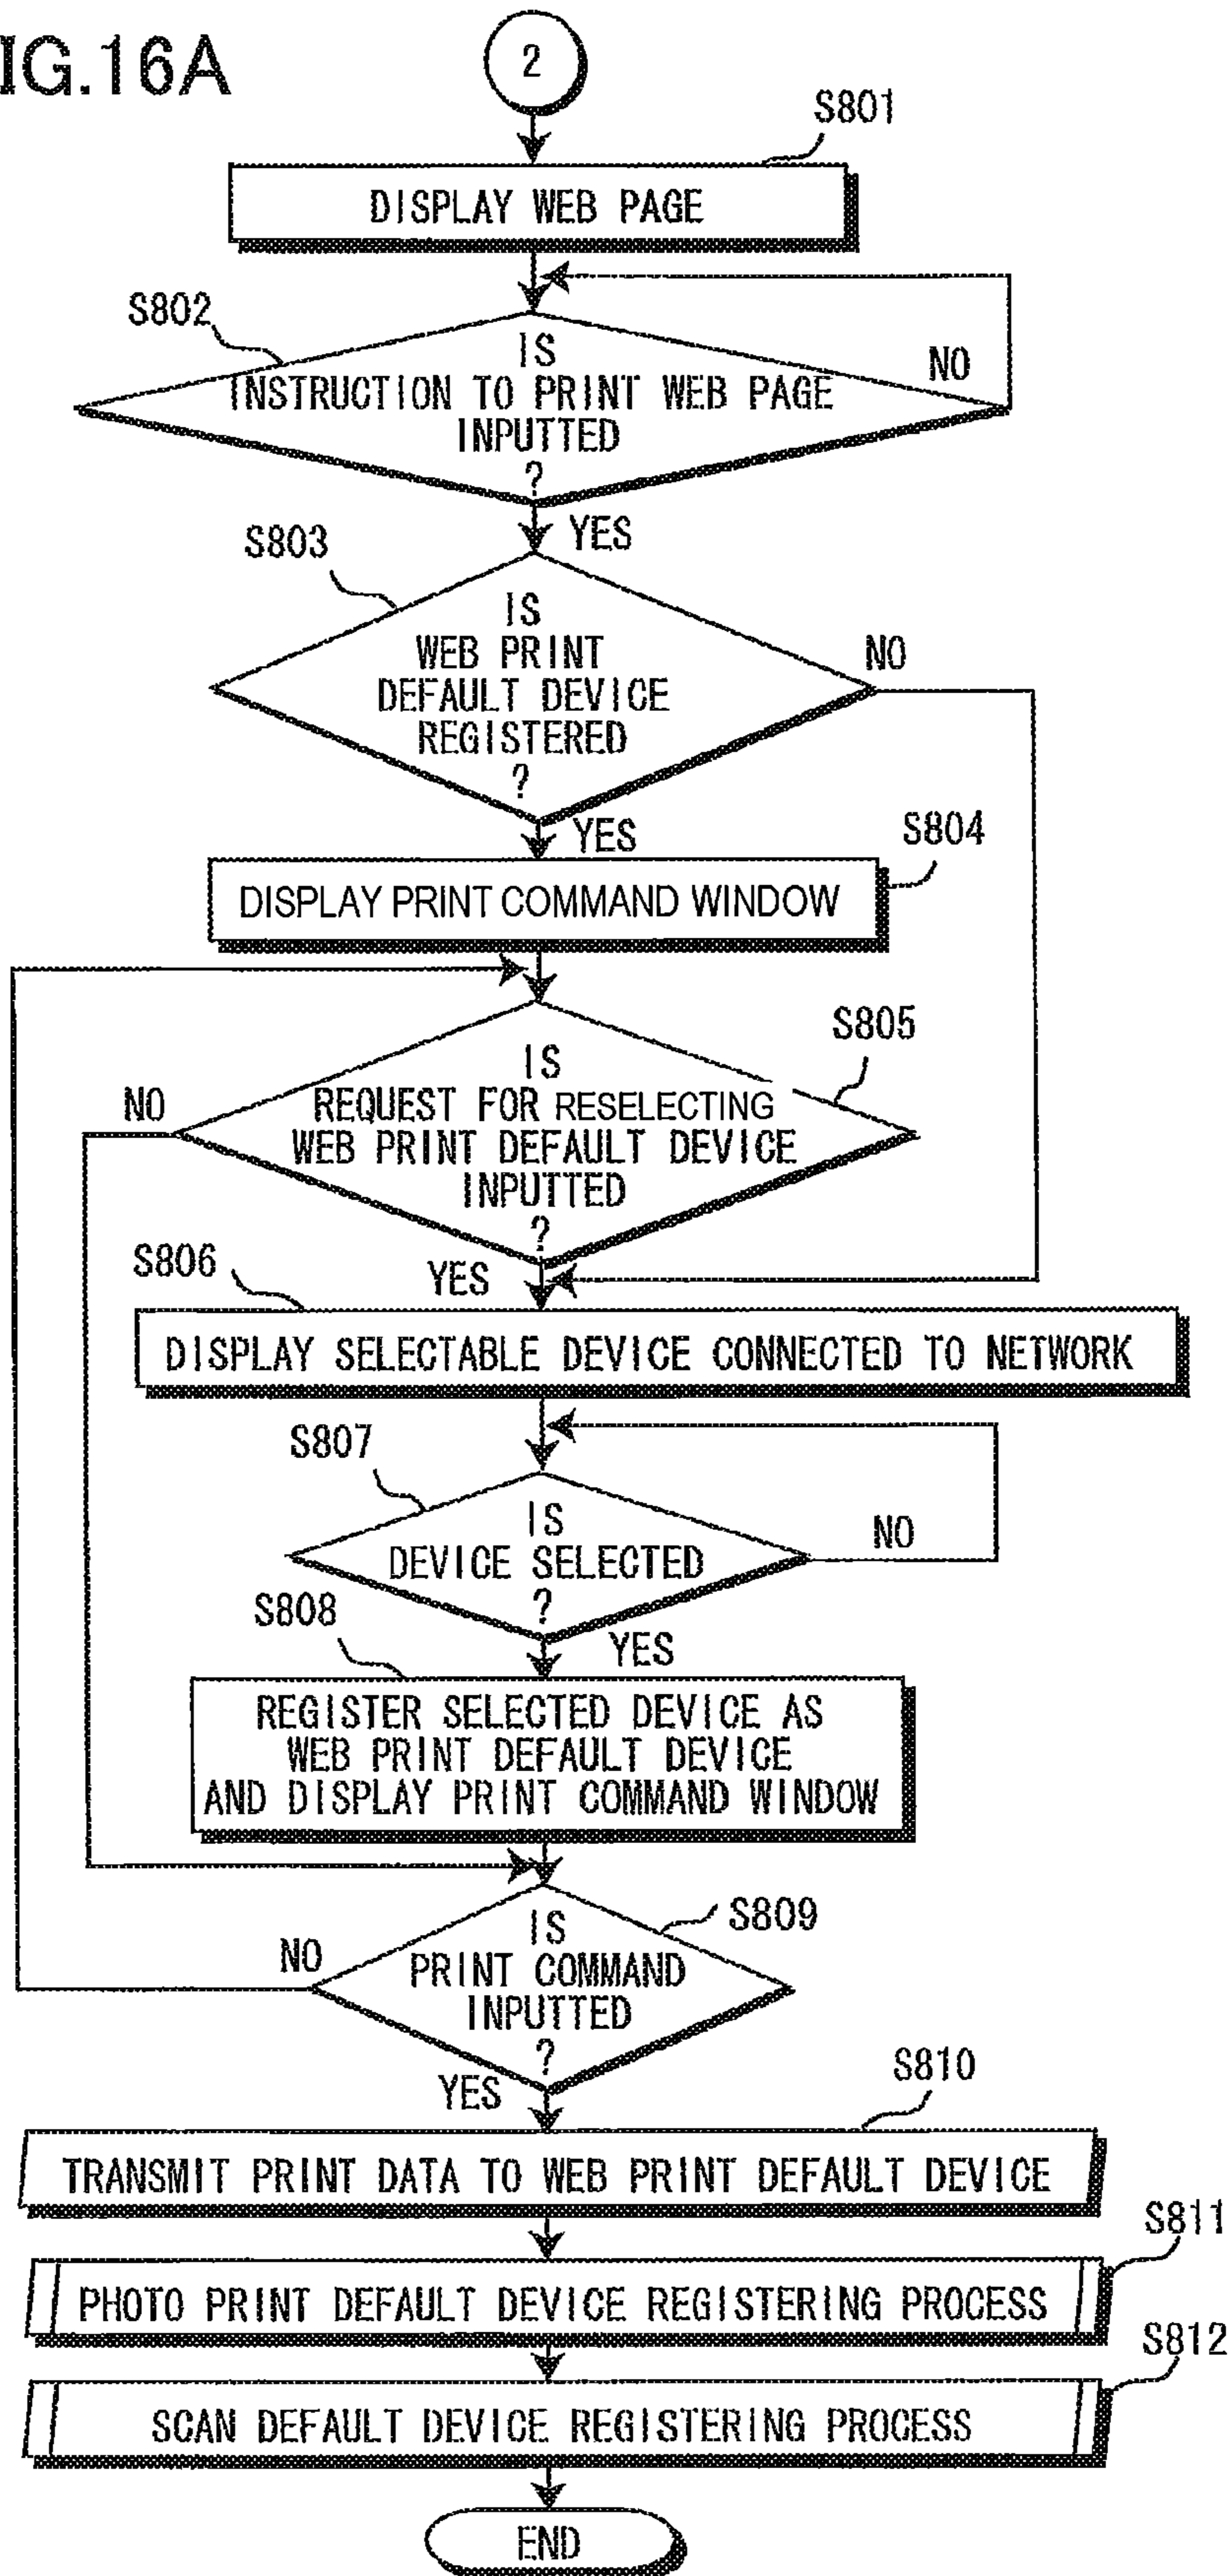 IG.16A
2
S801
DISPLAY WEB PAGE
S802
IS
INSTRUCTION TO PRINT WEB PAGE
INPUTTED
?
NO
YES
S803
IS
WEB PRINT
DEFAULT DEVICE
REGISTERED
?
NO
YES
S804
DISPLAY PRINT COMMAND WINDOW
S805
IS
REQUEST FOR RESELECTING
WEB PRINT DEFAULT DEVICE
INPUTTED
?
NO
YES
S806
DISPLAY SELECTABLE DEVICE CONNECTED TO NETWORK
S807
IS
DEVICE SELECTED
?
NO
YES
S808
REGISTER SELECTED DEVICE AS
WEB PRINT DEFAULT DEVICE
AND DISPLAY PRINT COMMAND WINDOW
S809
IS
PRINT COMMAND
INPUTTED
?
NO
YES
S810
TRANSMIT PRINT DATA TO WEB PRINT DEFAULT DEVICE
S811
PHOTO PRINT DEFAULT DEVICE REGISTERING PROCESS
S812
SCAN DEFAULT DEVICE REGISTERING PROCESS
END